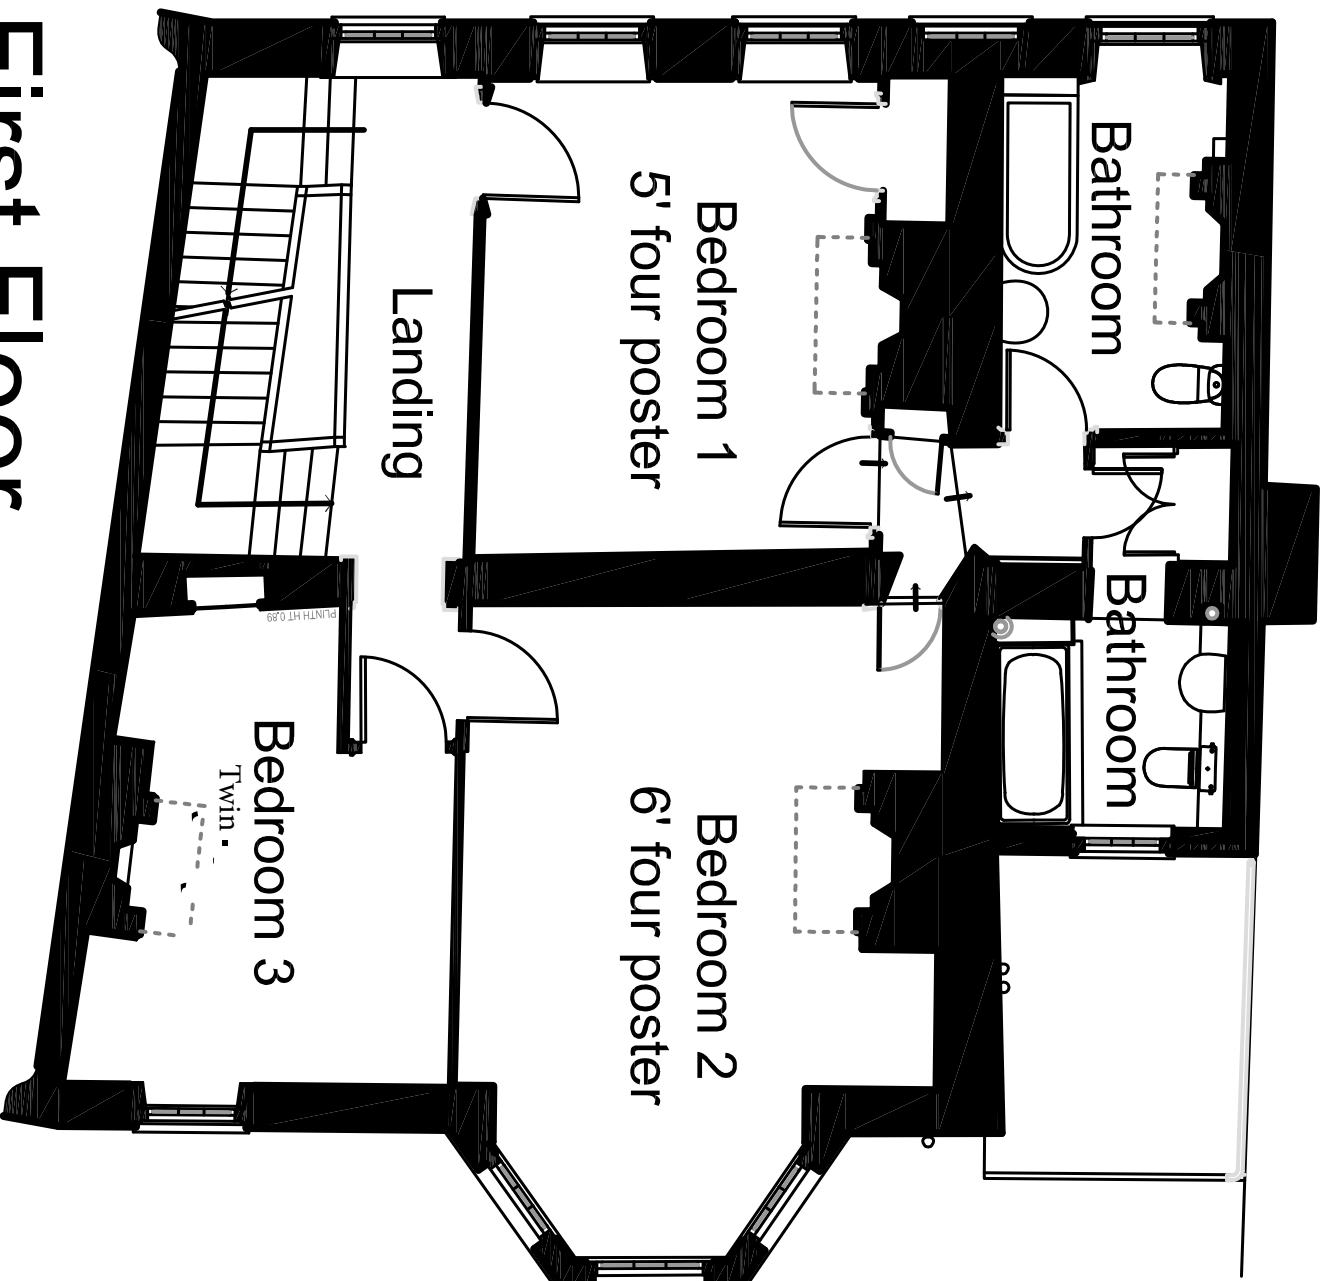 First Floor
Bathroom
Bedroom 1
5' four poster
Landing
Bathroom
Bedroom 2
6' four poster
Bedroom 3
Twin
PLINTH HT 0.89